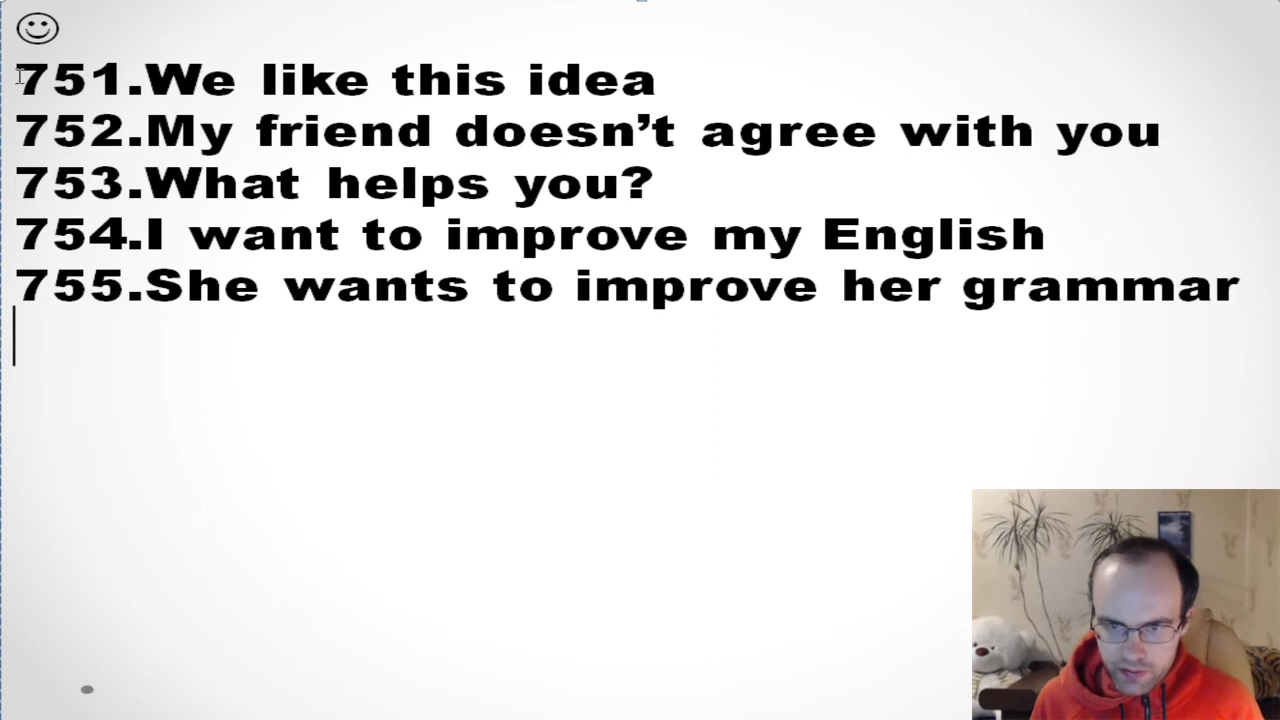 751.We like this idea
752.My friend doesn’t agree with you
753.What helps you?
754.I want to improve my English
755.She wants to improve her grammar